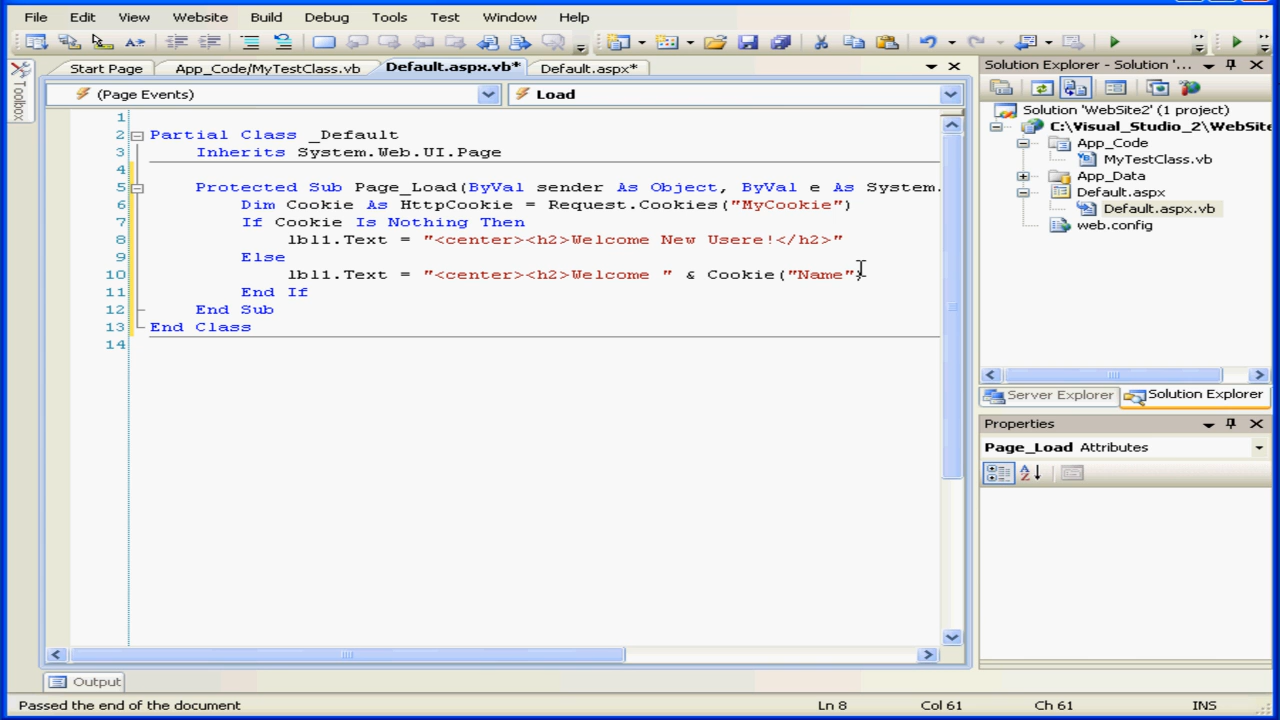 File Edit View Website Build Debug Tools Test Window Help
Start Page App_Code/MyTestClass.vb Default.aspx.vb* Default.aspx*
(Page Events) Load
1
2 Partial Class _Default
3 Inherits System.Web.UI.Page
4
5 Protected Sub Page_Load(ByVal sender As Object, ByVal e As System.
6 Dim Cookie As HttpCookie = Request.Cookies("MyCookie")
7 If Cookie Is Nothing Then
8 lbl1.Text = "<center><h2>Welcome New Usere!</h2>"
9 Else
10 lbl1.Text = "<center><h2>Welcome " & Cookie("Name")
11 End If
12 End Sub
13 End Class
14
Toolbox
Output
Solution Explorer - Solution '...
Solution 'WebSite2' (1 project)
C:\Visual_Studio_2\WebSite
App_Code
MyTestClass.vb
App_Data
Default.aspx
Default.aspx.vb
web.config
Server Explorer Solution Explorer
Properties
Page_Load Attributes
Passed the end of the document Ln 8 Col 61 Ch 61 INS